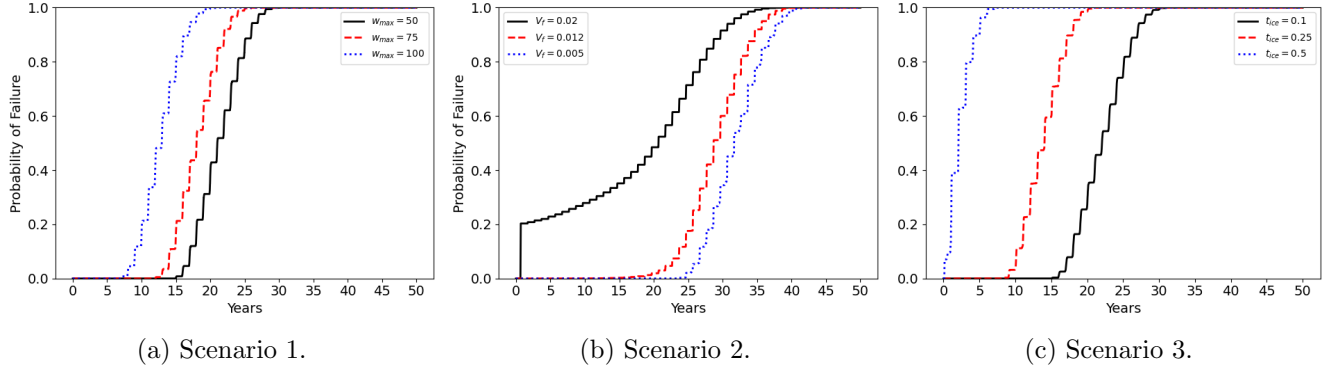 Probability of Failure
1.0
0.8
0.6
0.4
0.2
0.0
0 5 10 15 20 25 30 35 40 45 50
Years
w_max = 50
w_max = 75
w_max = 100
(a) Scenario 1.
Probability of Failure
1.0
0.8
0.6
0.4
0.2
0.0
0 5 10 15 20 25 30 35 40 45 50
Years
V_f = 0.02
V_f = 0.012
V_f = 0.005
(b) Scenario 2.
Probability of Failure
1.0
0.8
0.6
0.4
0.2
0.0
0 5 10 15 20 25 30 35 40 45 50
Years
t_ice = 0.1
t_ice = 0.25
t_ice = 0.5
(c) Scenario 3.